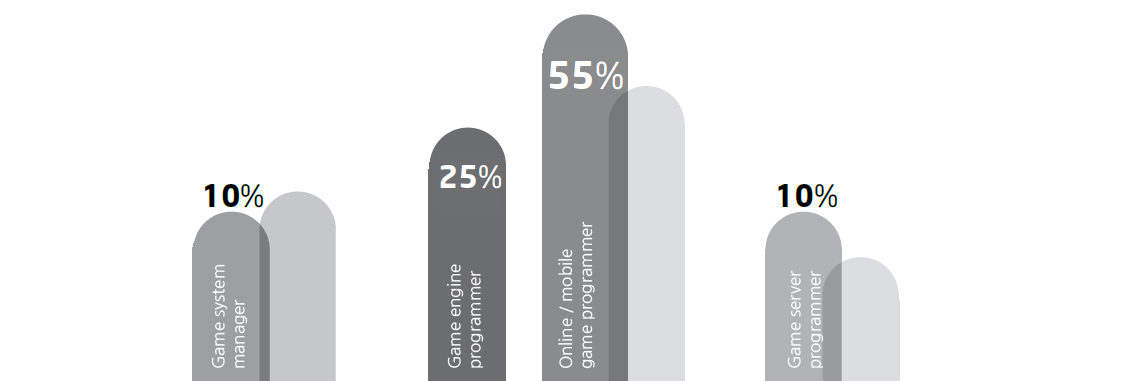 10%
Game system
manager
25%
Game engine
programmer
55%
Online / mobile
game programmer
10%
Game server
programmer